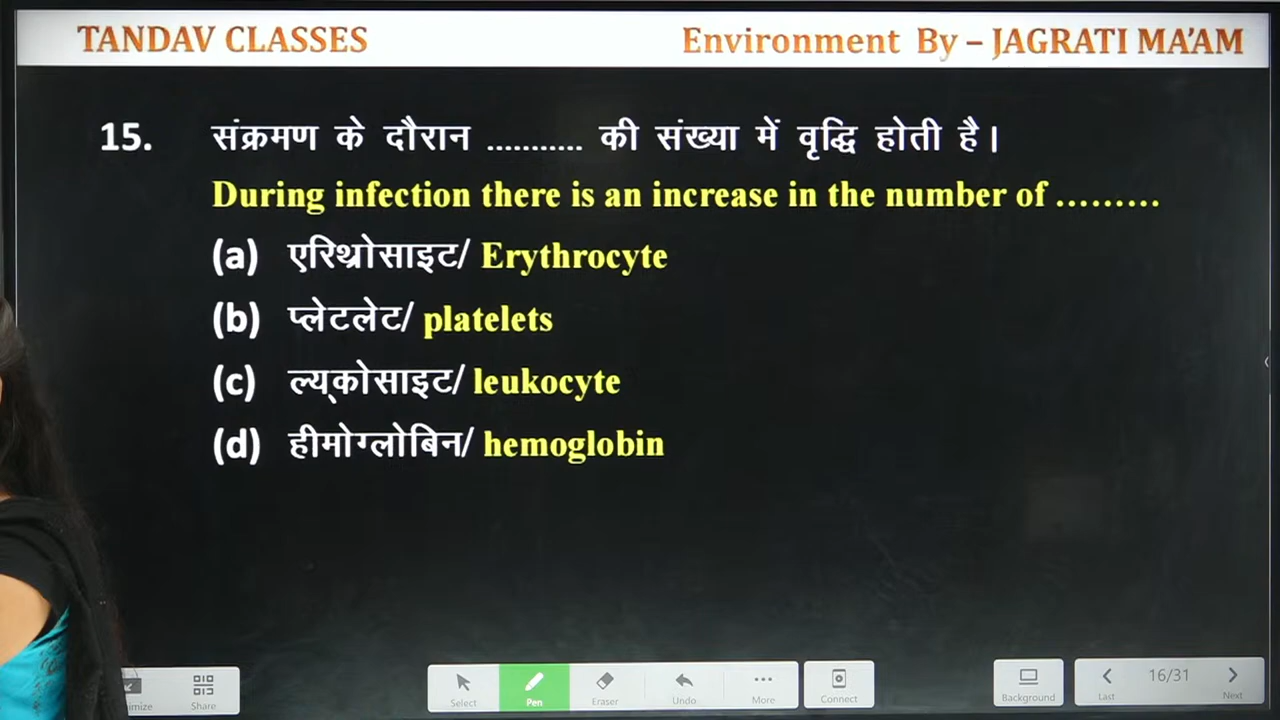 TANDAV CLASSES
Environment By – JAGRATI MA'AM
15. संक्रमण के दौरान ........... की संख्या में वृद्धि होती है।
During infection there is an increase in the number of .........
(a) एरिथ्रोसाइट/ Erythrocyte
(b) प्लेटलेट/ platelets
(c) ल्यूकोसाइट/ leukocyte
(d) हीमोग्लोबिन/ hemoglobin
Share
Select
Pen
Eraser
Undo
More
Connect
Background
Last
16/31
Next